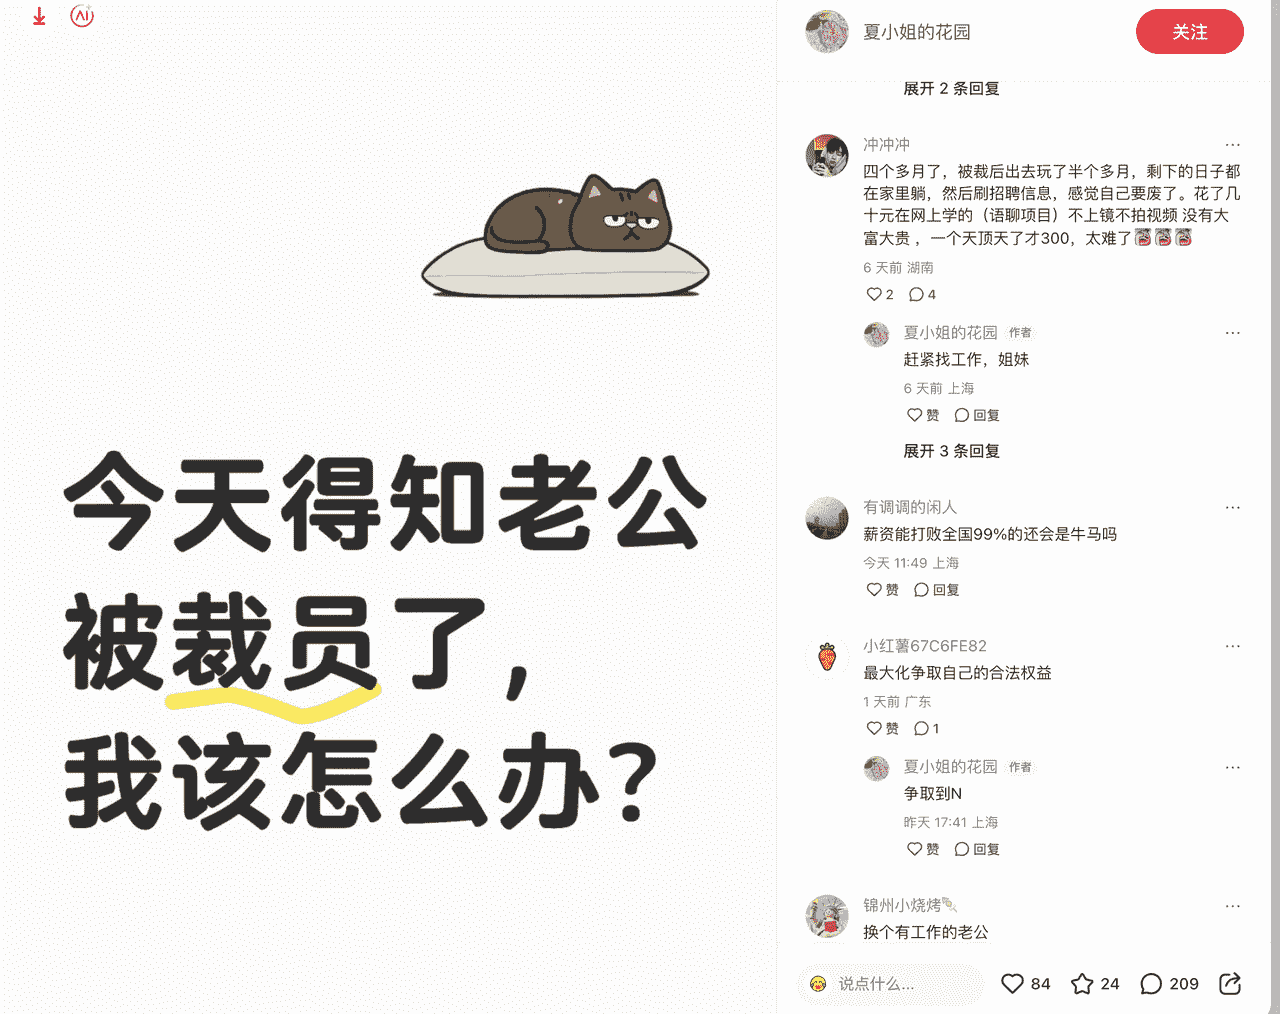 AI
今天得知老公
被裁员了，
我该怎么办？
夏小姐的花园
关注
展开 2 条回复
冲冲冲
四个多月了，被裁后出去玩了半个多月，剩下的日子都
在家里躺，然后刷招聘信息，感觉自己要废了。花了几
十元在网上学的（语聊项目）不上镜不拍视频 没有大
富大贵 ，一个天顶天了才300，太难了
6 天前 湖南
2 4
夏小姐的花园 作者
赶紧找工作，姐妹
6 天前 上海
赞 回复
展开 3 条回复
有调调的闲人
薪资能打败全国99%的还会是牛马吗
今天 11:49 上海
赞 回复
小红薯67C6FE82
最大化争取自己的合法权益
1 天前 广东
赞 1
夏小姐的花园 作者
争取到N
昨天 17:41 上海
赞 回复
锦州小烧烤🍡
换个有工作的老公
说点什么...
84 24 209